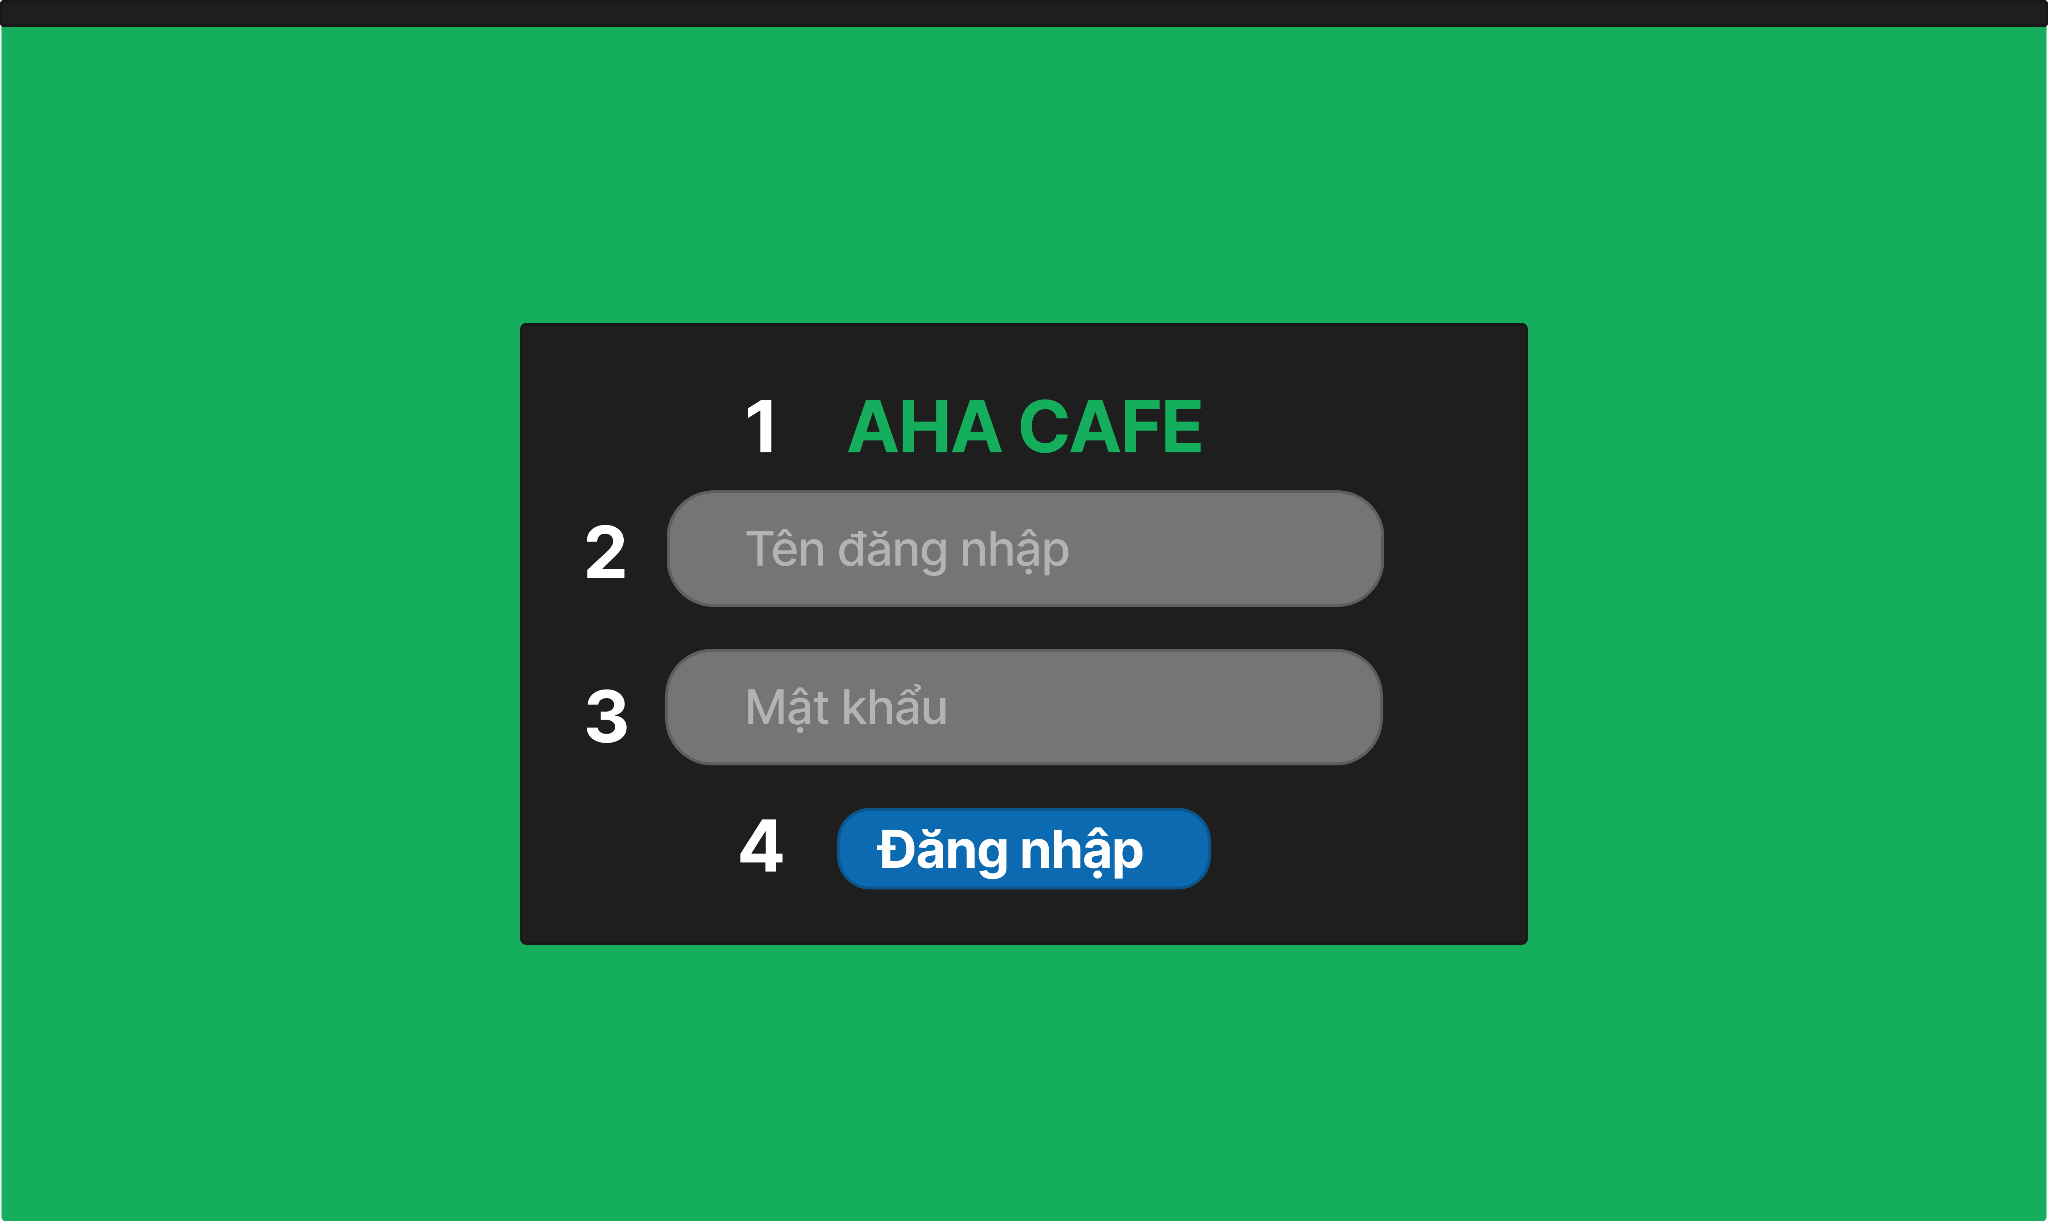 1 AHA CAFE
2 Tên đăng nhập
3 Mật khẩu
4 Đăng nhập